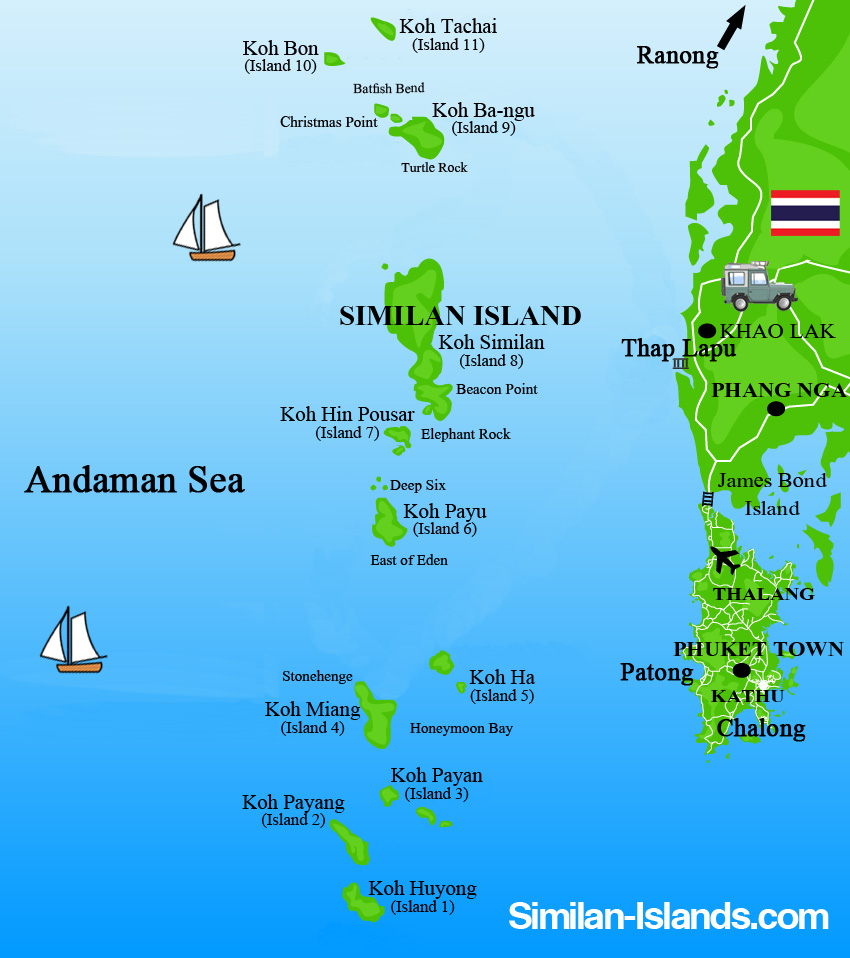 Koh Tachai
(Island 11)
Koh Bon
(Island 10)
Ranong
Batfish Bend
Koh Ba-ngu
(Island 9)
Christmas Point
Turtle Rock
SIMILAN ISLAND
Koh Similan
(Island 8)
KHAO LAK
Thap Lapu
Beacon Point
PHANG NGA
Koh Hin Pousar
(Island 7)
Elephant Rock
Andaman Sea
Deep Six
James Bond
Island
Koh Payu
(Island 6)
East of Eden
THALANG
PHUKET TOWN
Patong
KATHU
Chalong
Stonehenge
Koh Ha
(Island 5)
Koh Miang
(Island 4)
Honeymoon Bay
Koh Payan
(Island 3)
Koh Payang
(Island 2)
Koh Huyong
(Island 1)
Similan-Islands.com